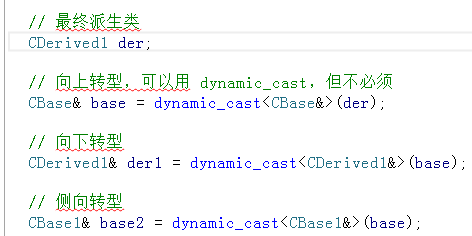 // 最终派生类
CDerived1 der;
// 向上转型，可以用 dynamic_cast，但不必须
CBase& base = dynamic_cast<CBase&>(der);
// 向下转型
CDerived1& der1 = dynamic_cast<CDerived1&>(base);
// 侧向转型
CBase1& base2 = dynamic_cast<CBase1&>(base);